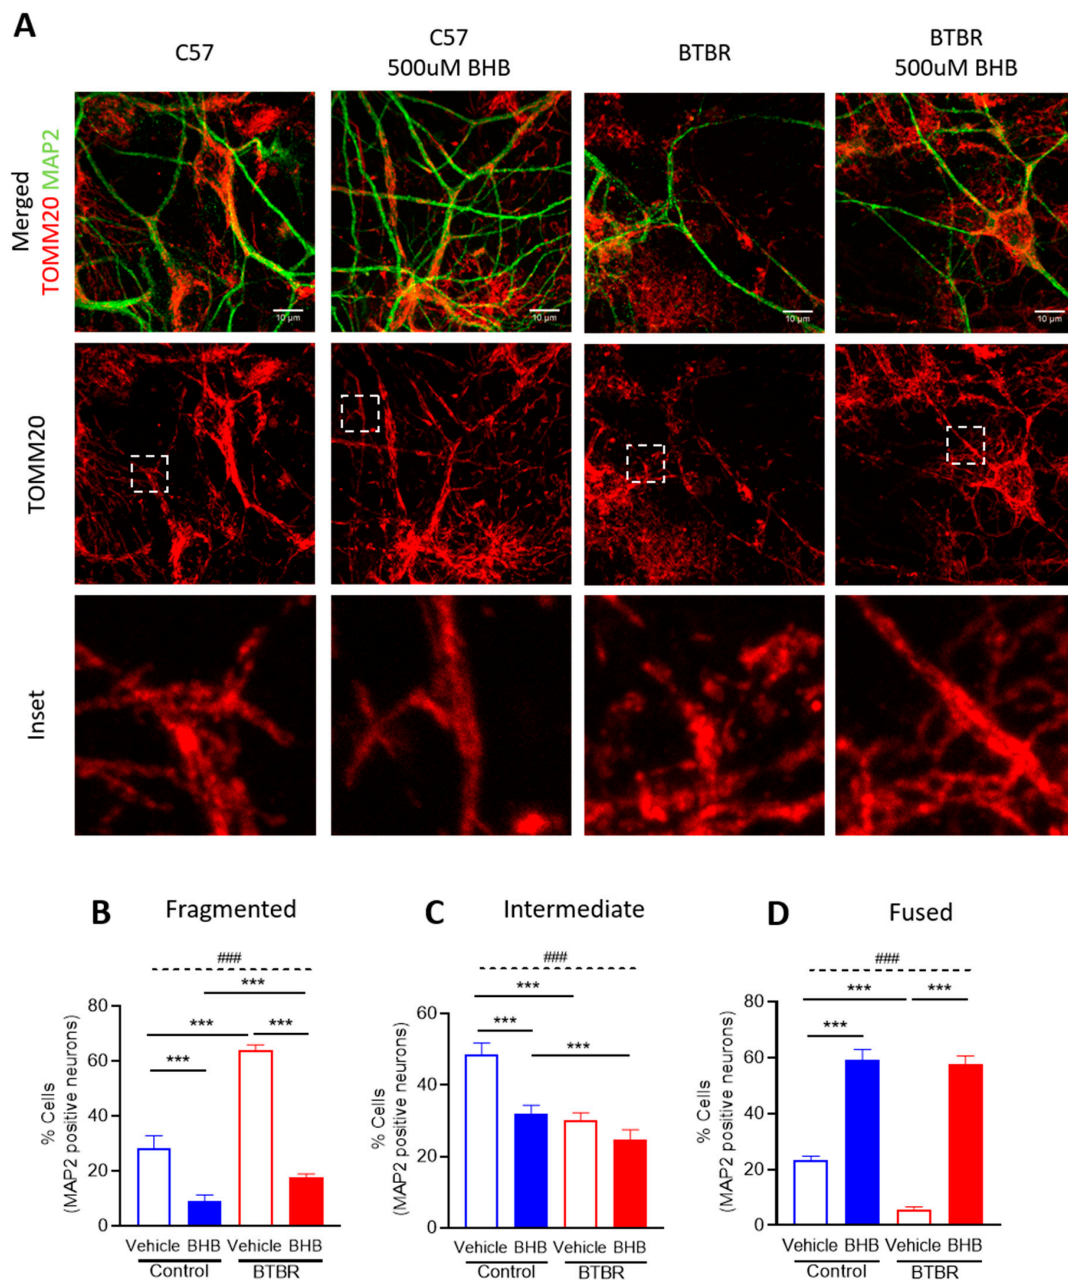 A
C57
C57
500uM BHB
BTBR
BTBR
500uM BHB
Merged
TOMM20 MAP2
10 µm
10 µm
10 µm
10 µm
TOMM20
Inset
B Fragmented
###
***
*** ***
***
80
60
40
20
0
% Cells
(MAP2 positive neurons)
Vehicle BHB Vehicle BHB
Control BTBR
C Intermediate
###
***
***
***
60
40
20
0
% Cells
(MAP2 positive neurons)
Vehicle BHB Vehicle BHB
Control BTBR
D Fused
###
*** ***
***
80
60
40
20
0
% Cells
(MAP2 positive neurons)
Vehicle BHB Vehicle BHB
Control BTBR